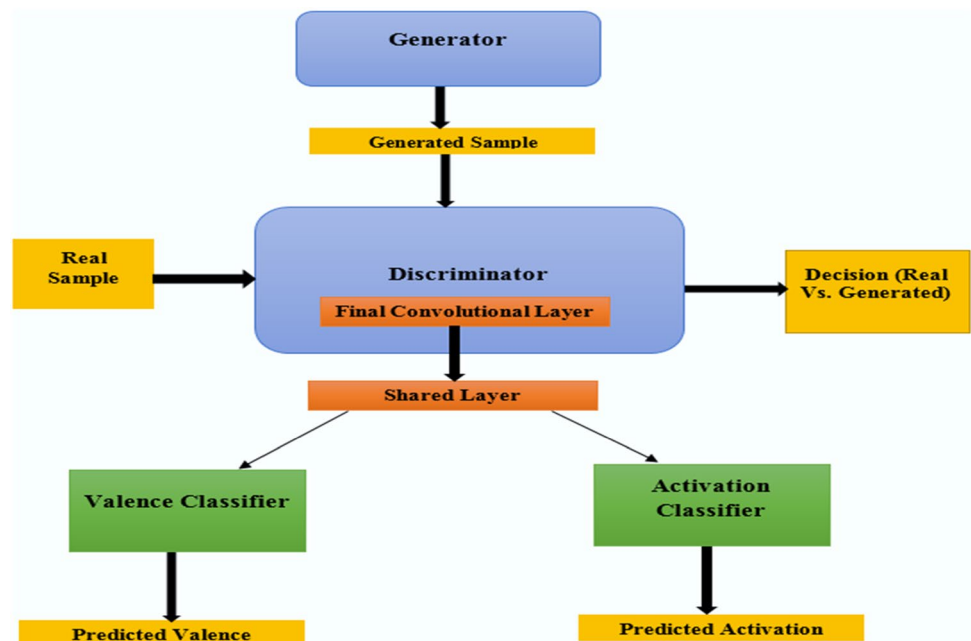 Generator
Generated Sample
Real
Sample
Discriminator
Final Convolutional Layer
Decision (Real
Vs. Generated)
Shared Layer
Valence Classifier
Activation
Classifier
Predicted Valence
Predicted Activation